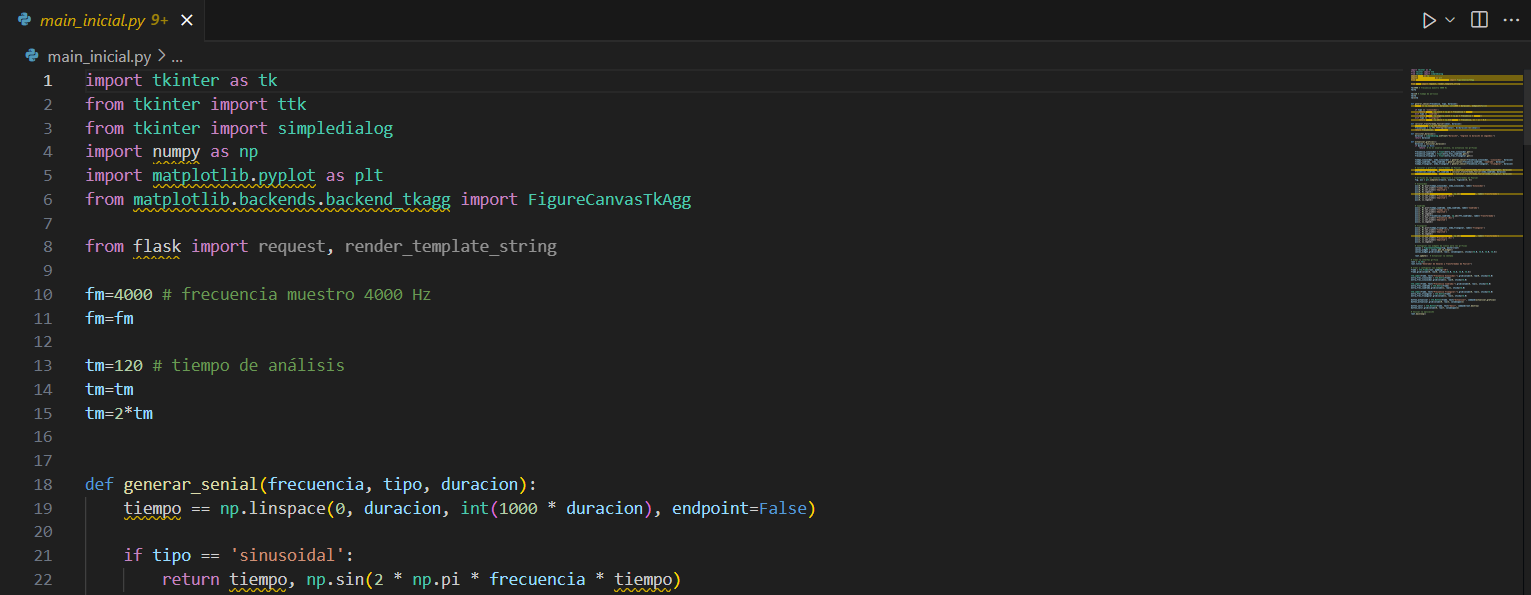 main_inicial.py 9+
main_inicial.py > ...
1 import tkinter as tk
2 from tkinter import ttk
3 from tkinter import simpledialog
4 import numpy as np
5 import matplotlib.pyplot as plt
6 from matplotlib.backends.backend_tkagg import FigureCanvasTkAgg
7
8 from flask import request, render_template_string
9
10 fm=4000 # frecuencia muestro 4000 Hz
11 fm=fm
12
13 tm=120 # tiempo de análisis
14 tm=tm
15 tm=2*tm
16
17
18 def generar_senial(frecuencia, tipo, duracion):
19 tiempo == np.linspace(0, duracion, int(1000 * duracion), endpoint=False)
20
21 if tipo == 'sinusoidal':
22 return tiempo, np.sin(2 * np.pi * frecuencia * tiempo)